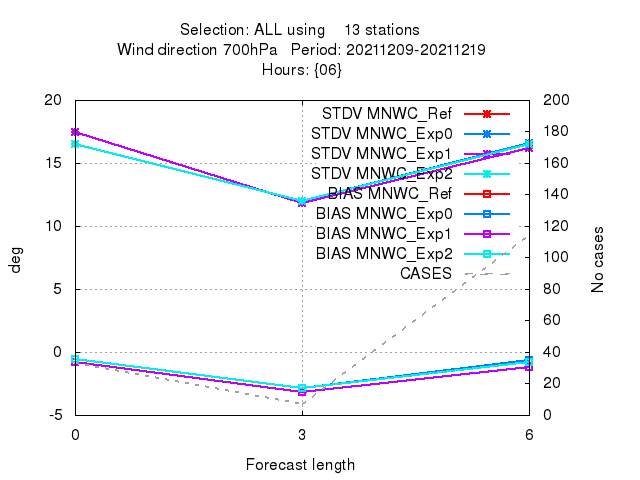 Selection: ALL using 13 stations
Wind direction 700hPa Period: 20211209-20211219
Hours: {06}
20 200
STDV MNWC_Ref
180
STDV MNWC_Exp0
STDV MNWC_Exp1
15 160
STDV MNWC_Exp2
BIAS MNWC_Ref
140
BIAS MNWC_Exp0
10 120
BIAS MNWC_Exp1
BIAS MNWC_Exp2
100
CASES
deg
No cases
5 80
60
0 40
20
-5 0
0 3 6
Forecast length